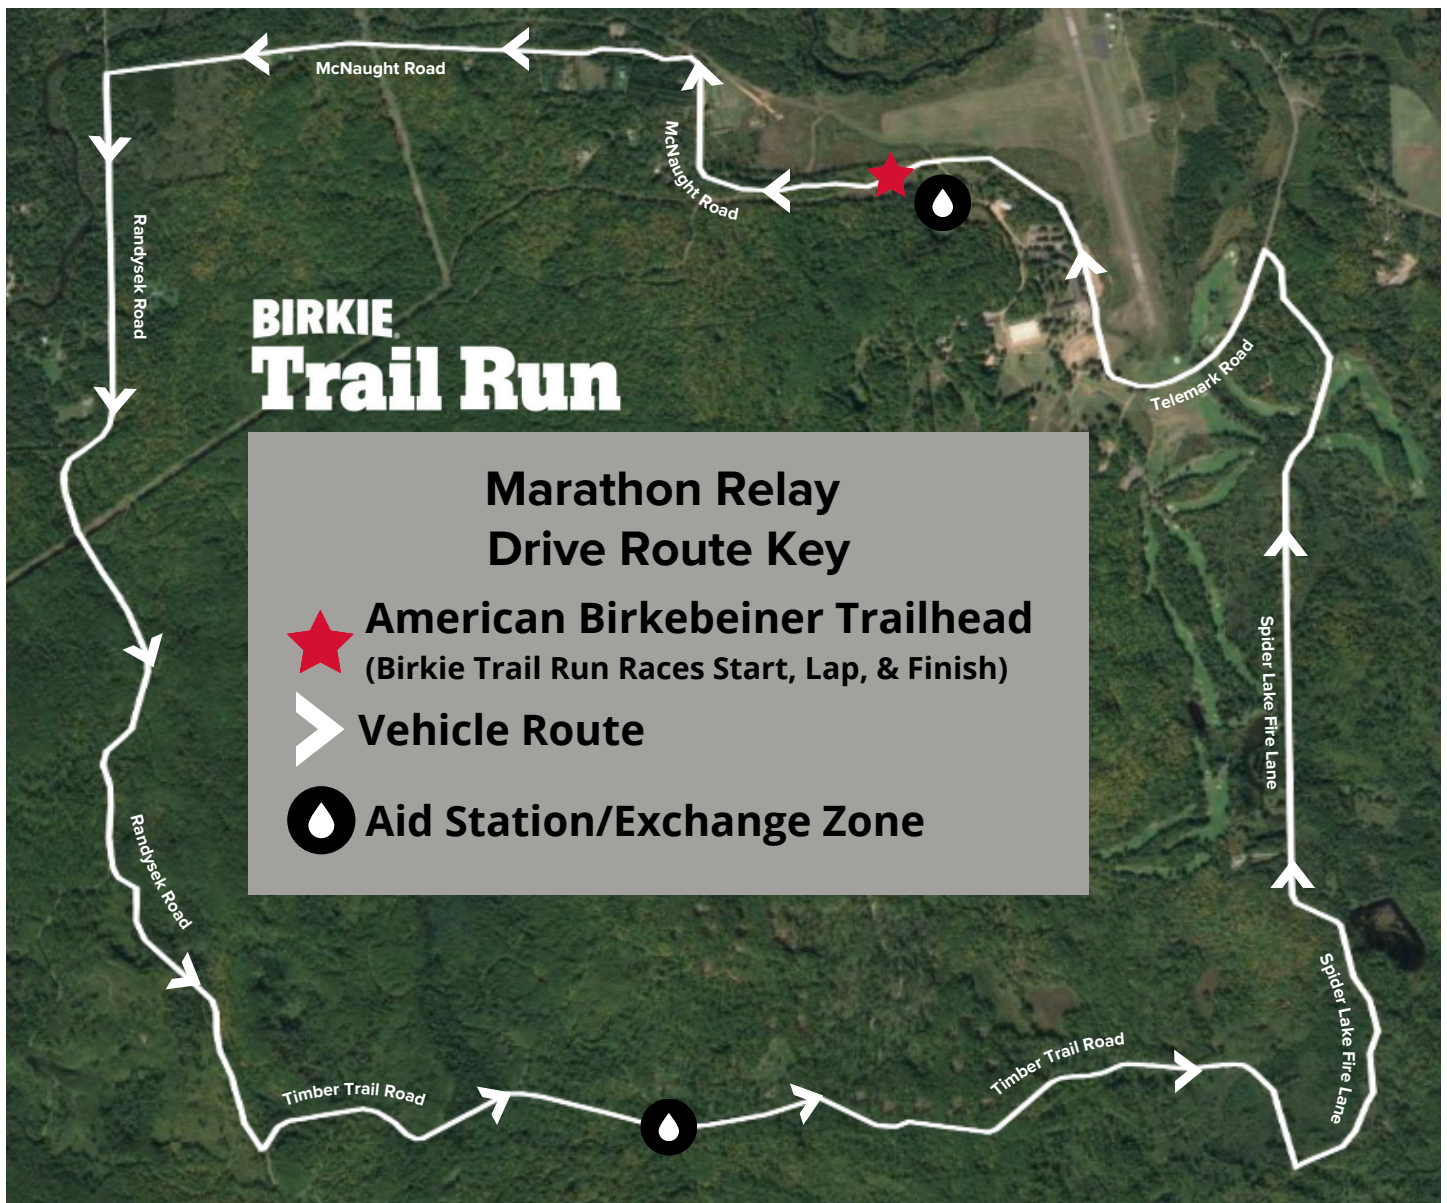 McNaught Road
McNaught Road
Randysek Road
BIRKIE
Trail Run
Telemark Road
Marathon Relay
Drive Route Key
American Birkebeiner Trailhead
(Birkie Trail Run Races Start, Lap, & Finish)
Vehicle Route
Aid Station/Exchange Zone
Spider Lake Fire Lane
Randysek Road
Spider Lake Fire Lane
Timber Trail Road
Timber Trail Road